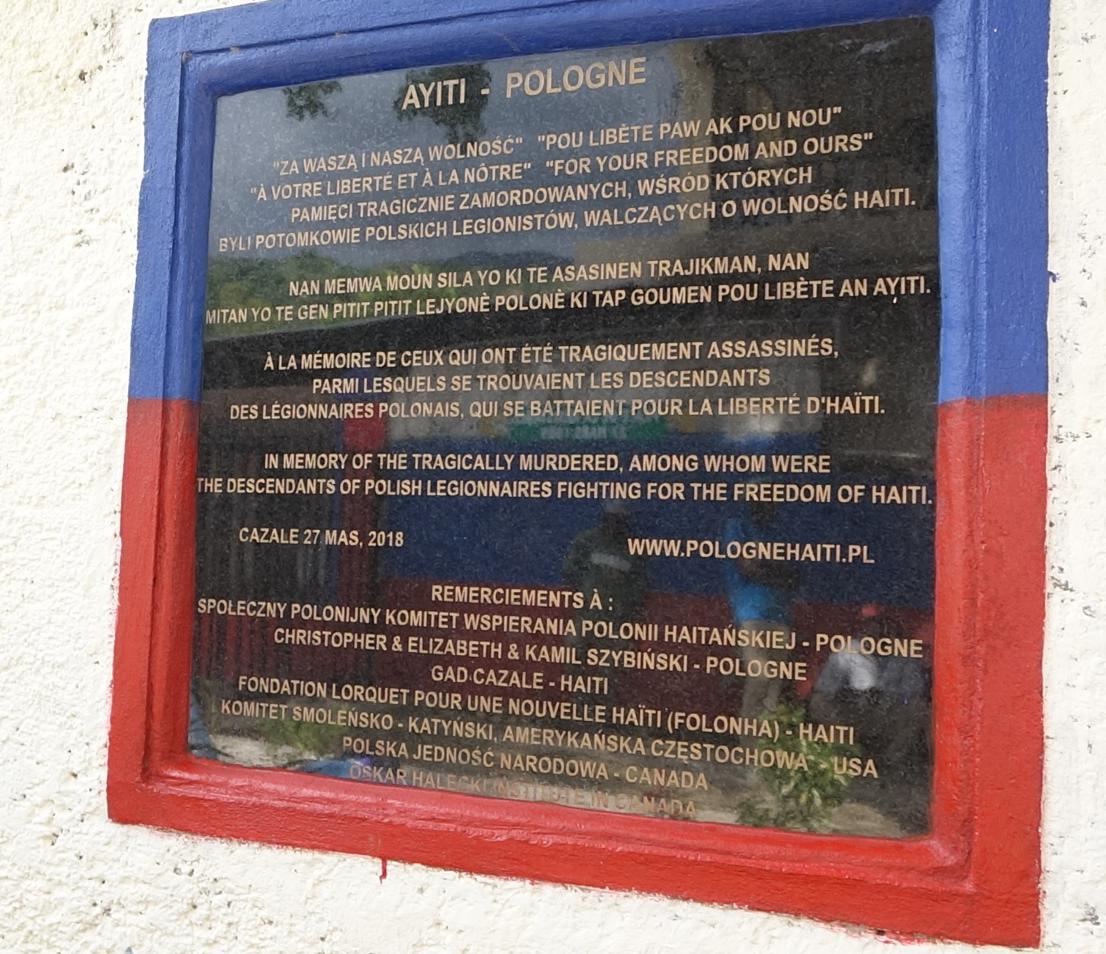 AYITI - POLOGNE
"ZA WASZĄ I NASZĄ WOLNOŚĆ" "POU LIBÈTE PAW AK POU NOU"
"À VOTRE LIBERTÉ ET À LA NÔTRE" "FOR YOUR FREEDOM AND OURS"
PAMIĘCI TRAGICZNIE ZAMORDOWANYCH, WŚRÓD KTÓRYCH
BYLI POTOMKOWIE POLSKICH LEGIONISTÓW, WALCZĄCYCH O WOLNOŚĆ HAITI.
NAN MEMWA MOUN SILA YO KI TE ASASINEN TRAJIKMAN, NAN
MITAN YO TE GEN PITIT PITIT LEJYONÈ POLONÈ KI TAP GOUMEN POU LIBÈTE AN AYITI.
À LA MÉMOIRE DE CEUX QUI ONT ÉTÉ TRAGIQUEMENT ASSASSINÉS,
PARMI LESQUELS SE TROUVAIENT LES DESCENDANTS
DES LÉGIONNAIRES POLONAIS, QUI SE BATTAIENT POUR LA LIBERTÉ D'HAÏTI.
IN MEMORY OF THE TRAGICALLY MURDERED, AMONG WHOM WERE
THE DESCENDANTS OF POLISH LEGIONNAIRES FIGHTING FOR THE FREEDOM OF HAITI.
CAZALE 27 MAS, 2018 WWW.POLOGNEHAITI.PL
REMERCIEMENTS À :
SPOŁECZNY POLONIJNY KOMITET WSPIERANIA POLONII HAITAŃSKIEJ - POLOGNE
CHRISTOPHER & ELIZABETH & KAMIL SZYBIŃSKI - POLOGNE
GAD CAZALE - HAITI
FONDATION LORQUET POUR UNE NOUVELLE HAÏTI (FOLONHA) - HAITI
KOMITET SMOLEŃSKO - KATYŃSKI, AMERYKAŃSKA CZĘSTOCHOWA - USA
POLSKA JEDNOŚĆ NARODOWA - CANADA
OSKAR HALECKI INSTITUTE IN CANADA